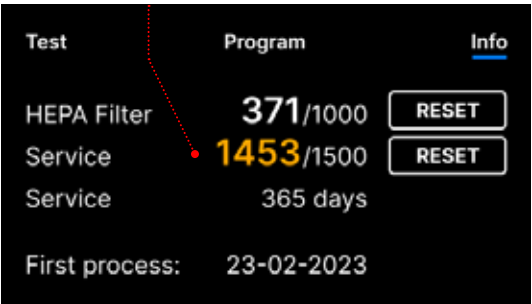 Test Program Info
HEPA Filter 371/1000 RESET
Service 1453/1500 RESET
Service 365 days
First process: 23-02-2023